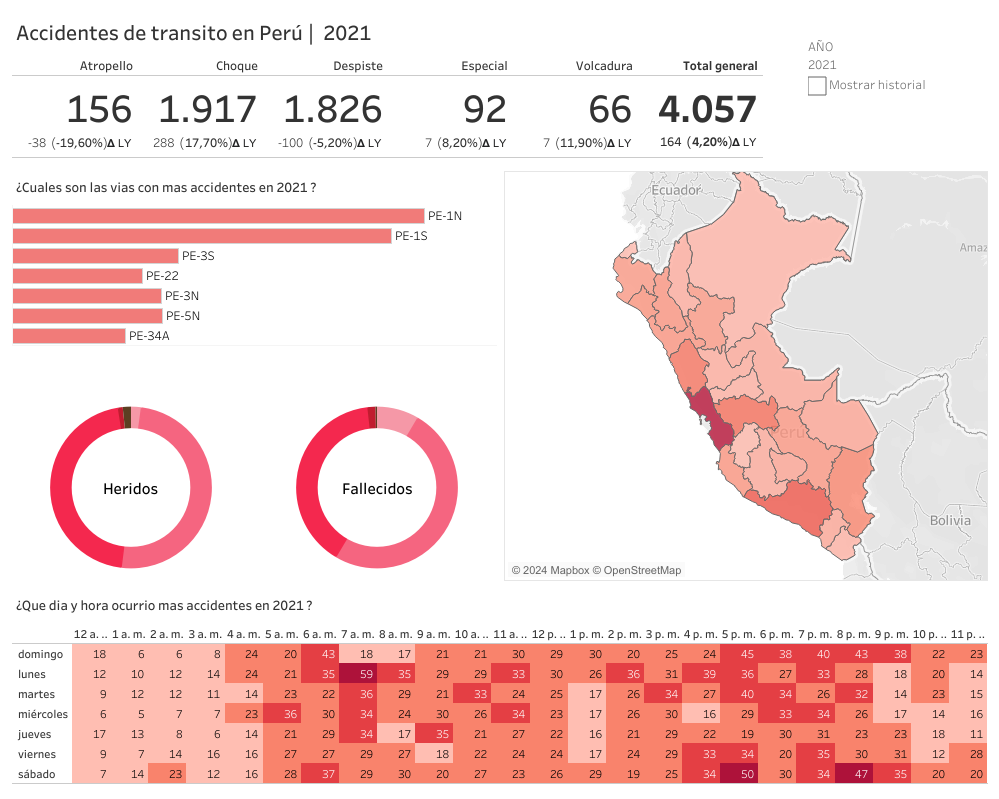 Accidentes de transito en Perú | 2021
AÑO
2021
Mostrar historial
Atropello Choque Despiste Especial Volcadura Total general
156 1.917 1.826 92 66 4.057
-38 (-19,60%)Δ LY 288 (17,70%)Δ LY -100 (-5,20%)Δ LY 7 (8,20%)Δ LY 7 (11,90%)Δ LY 164 (4,20%)Δ LY
¿Cuales son las vias con mas accidentes en 2021 ?
PE-1N
PE-1S
PE-3S
PE-22
PE-3N
PE-5N
PE-34A
Heridos
Fallecidos
Ecuador
Amaz
Perú
Bolivia
© 2024 Mapbox © OpenStreetMap
¿Que dia y hora ocurrio mas accidentes en 2021 ?
12 a. .. 1 a. m. 2 a. m. 3 a. m. 4 a. m. 5 a. m. 6 a. m. 7 a. m. 8 a. m. 9 a. m. 10 a. .. 11 a. .. 12 p. .. 1 p. m. 2 p. m. 3 p. m. 4 p. m. 5 p. m. 6 p. m. 7 p. m. 8 p. m. 9 p. m. 10 p. .. 11 p. ..
domingo 18 6 6 8 24 20 43 18 17 21 21 30 29 30 20 25 24 45 38 40 43 38 22 23
lunes 12 10 12 14 24 21 35 59 35 29 29 33 30 26 36 31 39 36 27 33 28 18 20 14
martes 9 12 12 11 14 23 22 36 29 21 33 24 25 17 26 34 27 40 34 26 32 14 23 15
miércoles 6 5 7 7 23 36 30 34 24 30 26 34 23 17 26 30 16 29 33 34 26 17 14 16
jueves 17 13 8 6 14 21 29 34 17 35 21 27 22 16 21 29 22 19 30 31 23 23 18 11
viernes 9 7 14 16 16 27 27 29 27 18 22 24 24 17 24 29 33 34 20 35 30 31 12 28
sábado 7 14 23 12 16 28 37 29 30 20 27 23 26 29 19 25 34 50 30 34 47 35 20 20